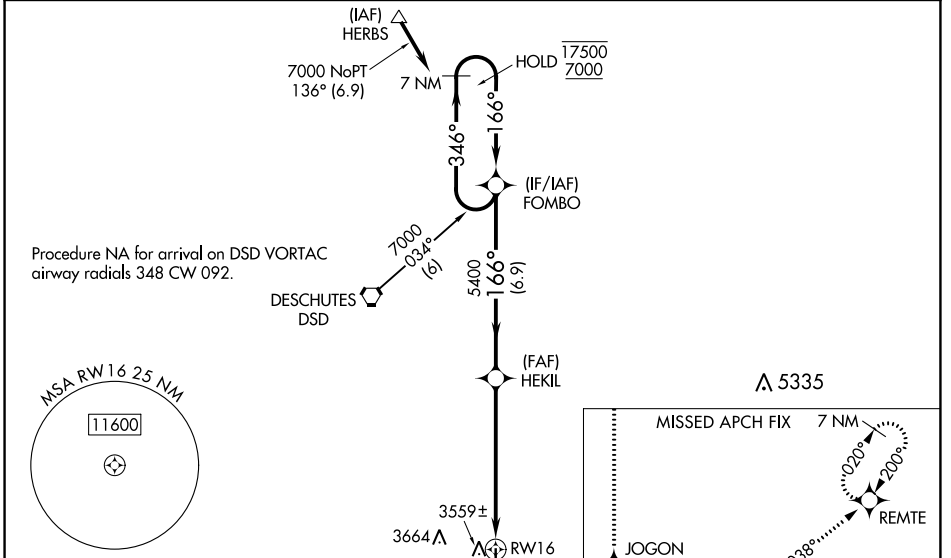 (IAF)
HERBS
7000 NoPT
136° (6.9)
7 NM
HOLD
17500
7000
346°
166°
(IF/IAF)
FOMBO
Procedure NA for arrival on DSD VORTAC
airway radials 348 CW 092.
7000
034°
(6)
DESCHUTES
DSD
5400
166°
(6.9)
(FAF)
HEKIL
MSA RW16 25 NM
11600
5335
MISSED APCH FIX
7 NM
020°
200°
REMTE
3559±
3664
RW16
JOGON
038°